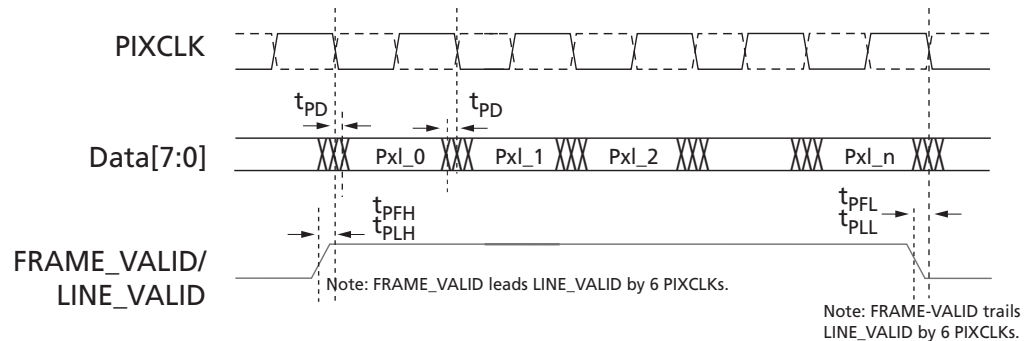 PIXCLK
tPD
tPD
Data[7:0]
Pxl_0
Pxl_1
Pxl_2
Pxl_n
tPFH
tPLH
tPFL
tPLL
FRAME_VALID/
LINE_VALID
Note: FRAME_VALID leads LINE_VALID by 6 PIXCLKs.
Note: FRAME-VALID trails
LINE_VALID by 6 PIXCLKs.